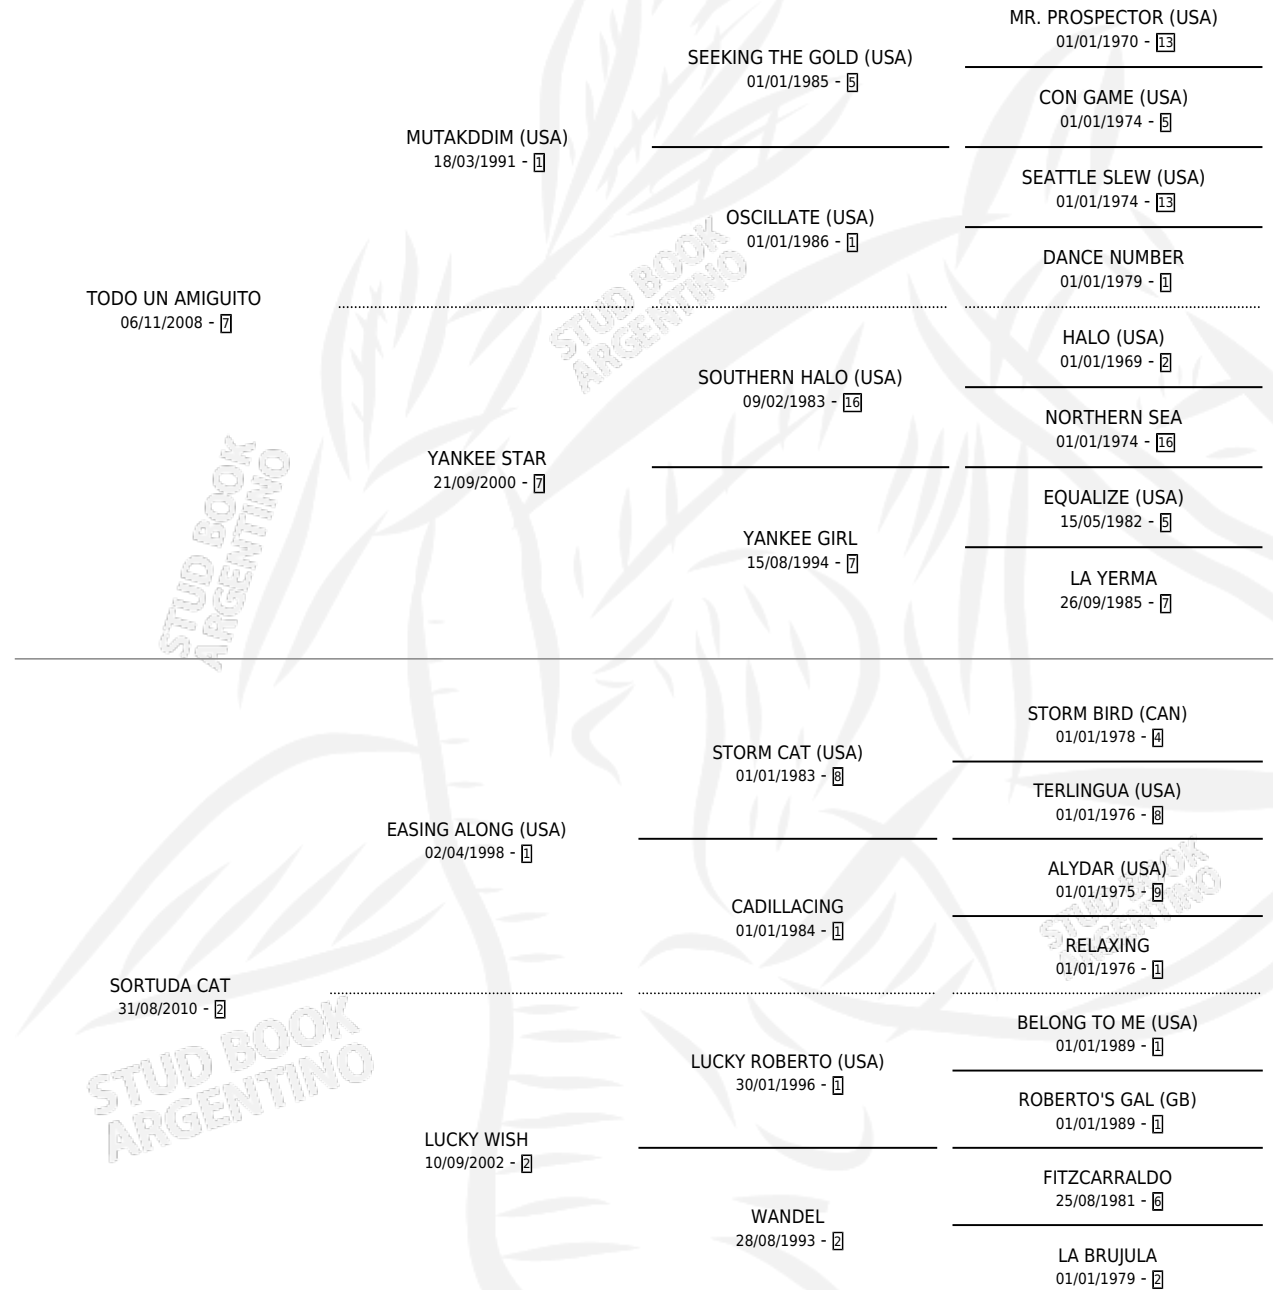 MR. PROSPECTOR (USA)
01/01/1970 - 13
SEEKING THE GOLD (USA)
01/01/1985 - 5
CON GAME (USA)
01/01/1974 - 5
MUTAKDDIM (USA)
18/03/1991 - 1
SEATTLE SLEW (USA)
01/01/1974 - 13
OSCILLATE (USA)
01/01/1986 - 1
DANCE NUMBER
01/01/1979 - 1
TODO UN AMIGUITO
06/11/2008 - 7
STUD BOOK
ARGENTINO
HALO (USA)
01/01/1969 - 2
SOUTHERN HALO (USA)
09/02/1983 - 16
NORTHERN SEA
01/01/1974 - 16
YANKEE STAR
21/09/2000 - 7
EQUALIZE (USA)
15/05/1982 - 5
YANKEE GIRL
15/08/1994 - 7
LA YERMA
26/09/1985 - 7
STUD BOOK
ARGENTINO
STORM BIRD (CAN)
01/01/1978 - 4
STORM CAT (USA)
01/01/1983 - 8
TERLINGUA (USA)
01/01/1976 - 8
EASING ALONG (USA)
02/04/1998 - 1
ALYDAR (USA)
01/01/1975 - 9
CADILLACING
01/01/1984 - 1
STUD BOOK
ARGENTINO
RELAXING
01/01/1976 - 1
SORTUDA CAT
31/08/2010 - 2
STUD BOOK
ARGENTINO
BELONG TO ME (USA)
01/01/1989 - 1
LUCKY ROBERTO (USA)
30/01/1996 - 1
ROBERTO'S GAL (GB)
01/01/1989 - 1
LUCKY WISH
10/09/2002 - 2
FITZCARRALDO
25/08/1981 - 6
WANDEL
28/08/1993 - 2
LA BRUJULA
01/01/1979 - 2